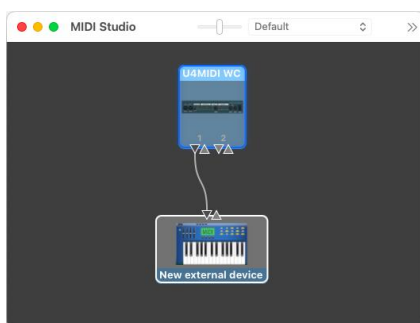 MIDI Studio
Default
U4MIDI WC
1 2
New external device